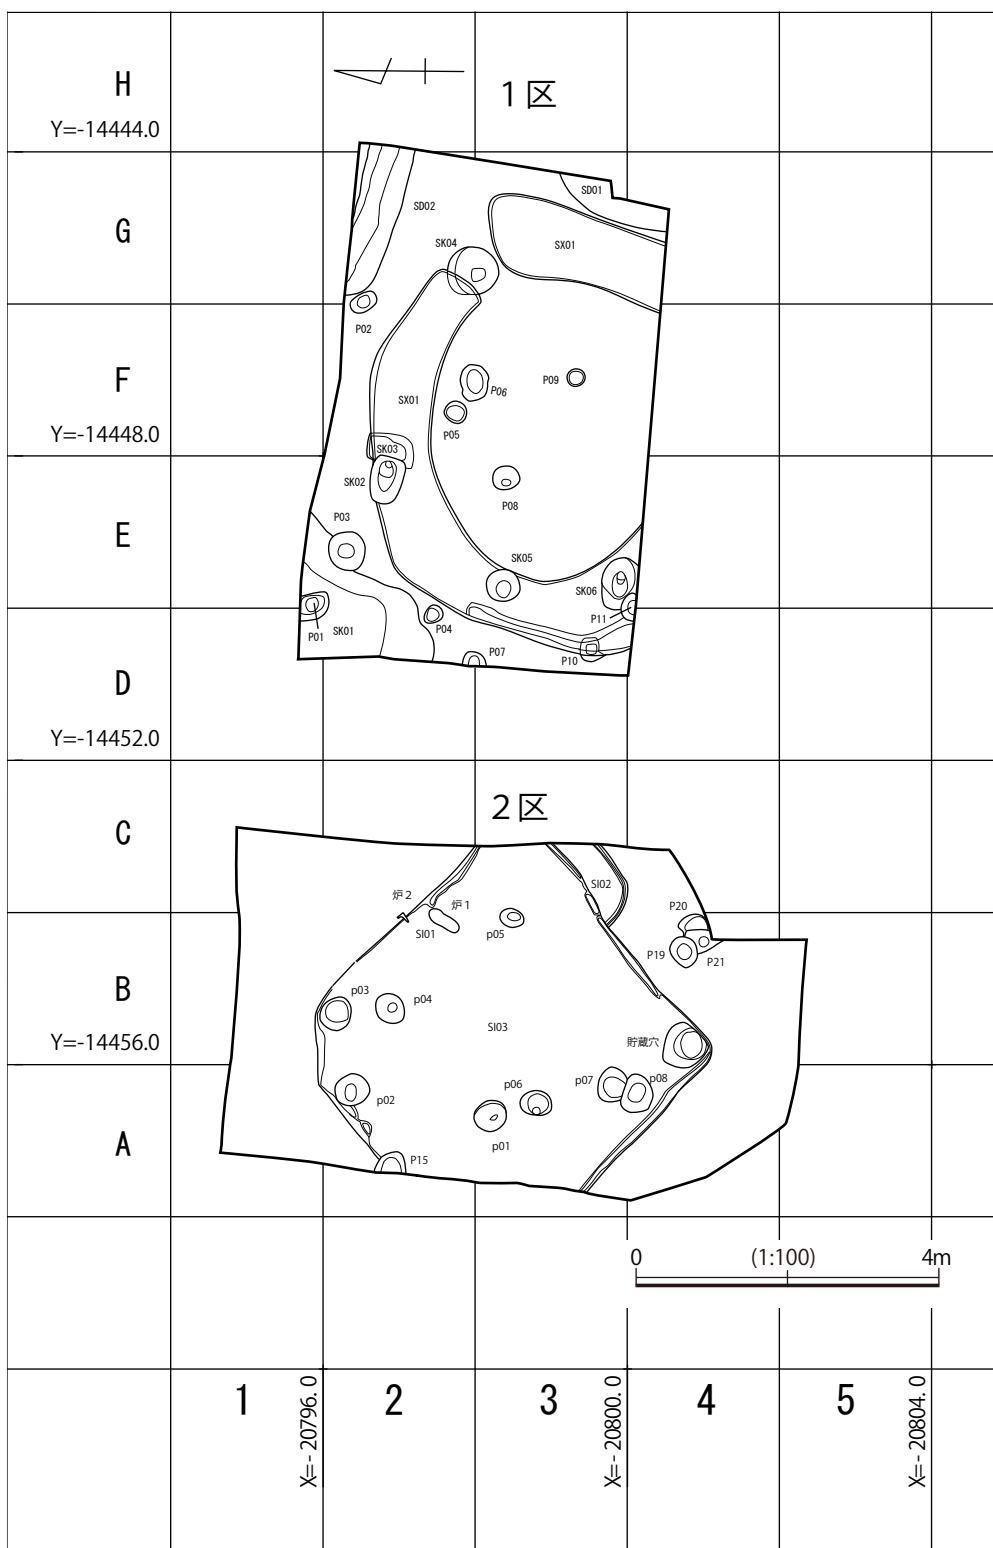 H
1区
Y=-14444.0
SD01
SD02
G
SK04
SX01
P02
F
P09
P06
SX01
P05
Y=-14448.0
SK03
SK02
P08
P03
E
SK05
SK06
P11
P01
SK01
P04
P07
P10
D
Y=-14452.0
2区
C
SI02
炉2
炉1
P20
SI01
p05
P19
P21
B
p03
p04
SI03
Y=-14456.0
貯蔵穴
p07
p08
p02
p06
A
p01
P15
0
(1:100)
4m
1
2
3
4
5
X=-20796.0
X=-20800.0
X=-20804.0